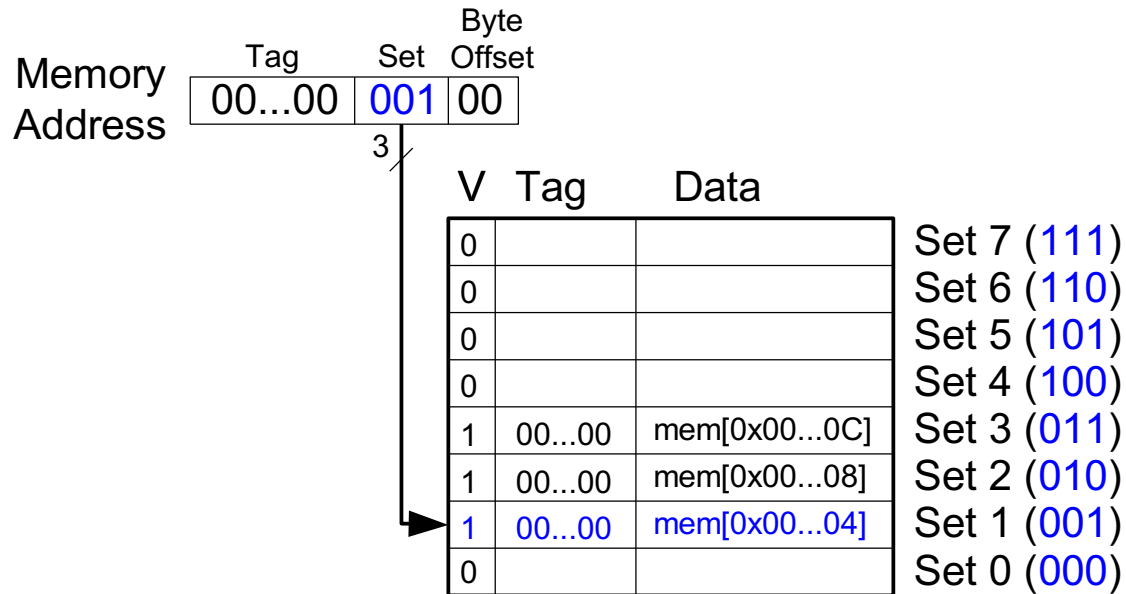 Byte
Tag Set Offset
Memory
Address
00...00 001 00
3
V Tag Data
0 Set 7 (111)
0 Set 6 (110)
0 Set 5 (101)
0 Set 4 (100)
1 00...00 mem[0x00...0C] Set 3 (011)
1 00...00 mem[0x00...08] Set 2 (010)
1 00...00 mem[0x00...04] Set 1 (001)
0 Set 0 (000)